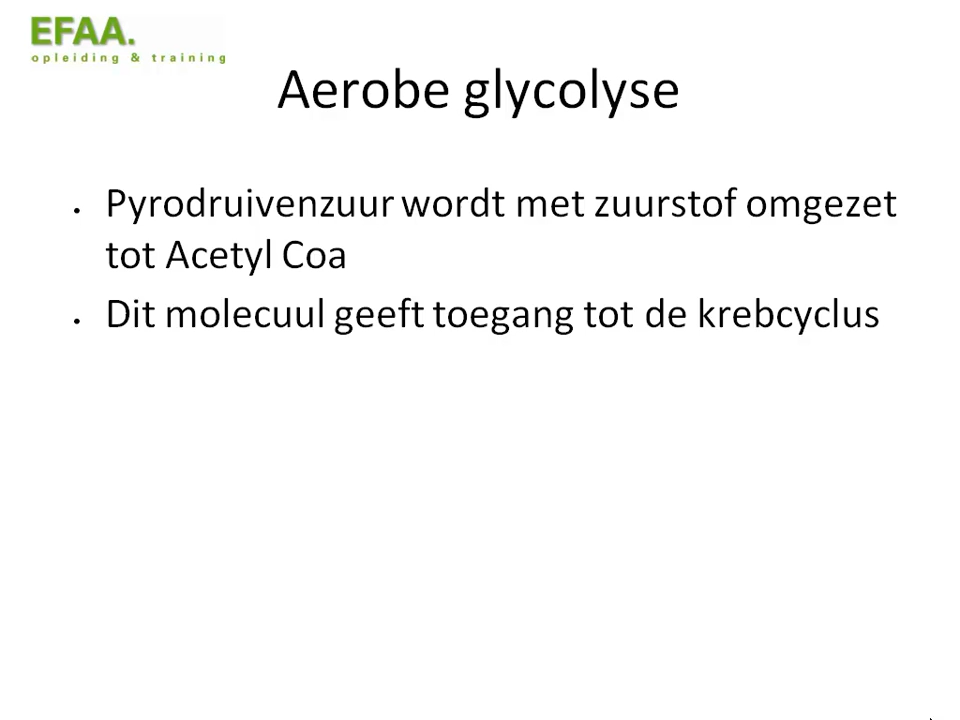 EFAA.
opleiding & training
Aerobe glycolyse
• Pyrodruivenzuur wordt met zuurstof omgezet
tot Acetyl Coa
• Dit molecuul geeft toegang tot de krebcyclus